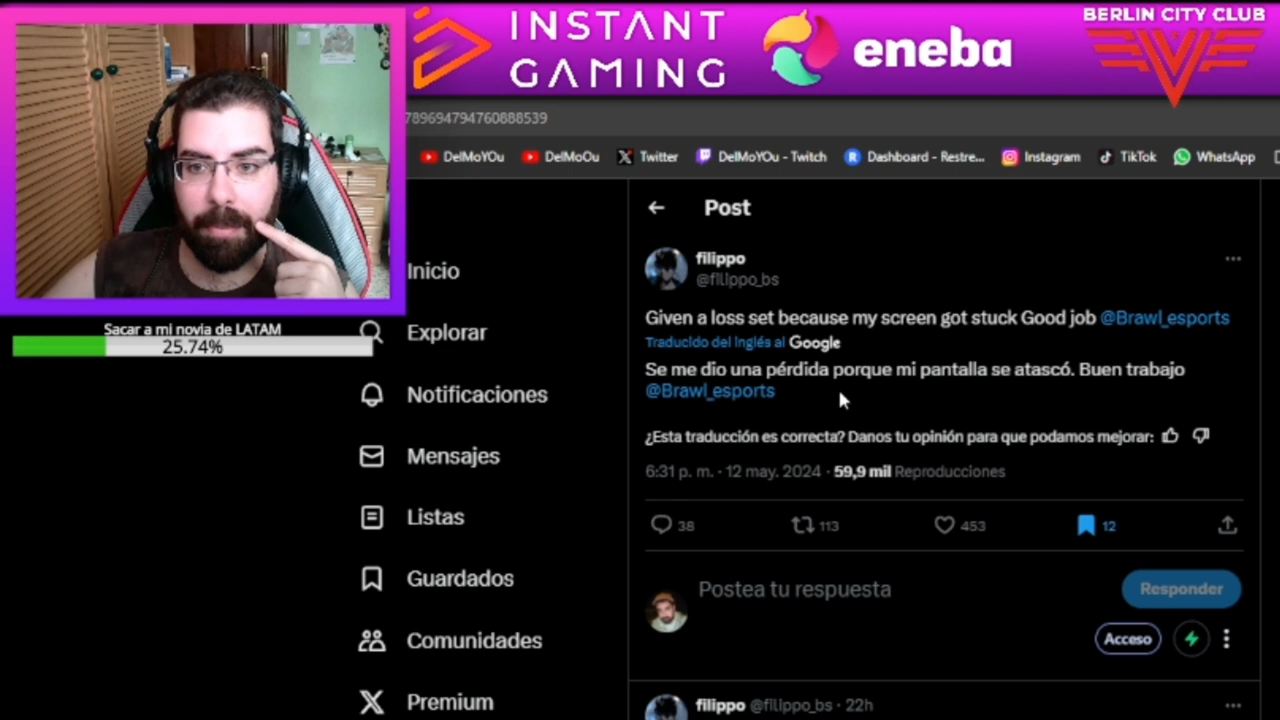 INSTANT GAMING
eneba
BERLIN CITY CLUB
789694794760888539
DelMoYOu
DelMoOu
Twitter
DelMoYOu - Twitch
Dashboard - Restre...
Instagram
TikTok
WhatsApp
Sacar a mi novia de LATAM
25.74%
Inicio
Explorar
Notificaciones
Mensajes
Listas
Guardados
Comunidades
Premium
Post
filippo
@filippo_bs
Given a loss set because my screen got stuck Good job @Brawl_esports
Traducido del inglés al Google
Se me dio una pérdida porque mi pantalla se atascó. Buen trabajo
@Brawl_esports
¿Esta traducción es correcta? Danos tu opinión para que podamos mejorar:
6:31 p. m. · 12 may. 2024 · 59,9 mil Reproducciones
38 113 453 12
Postea tu respuesta
Responder
Acceso
filippo @filippo_bs · 22h